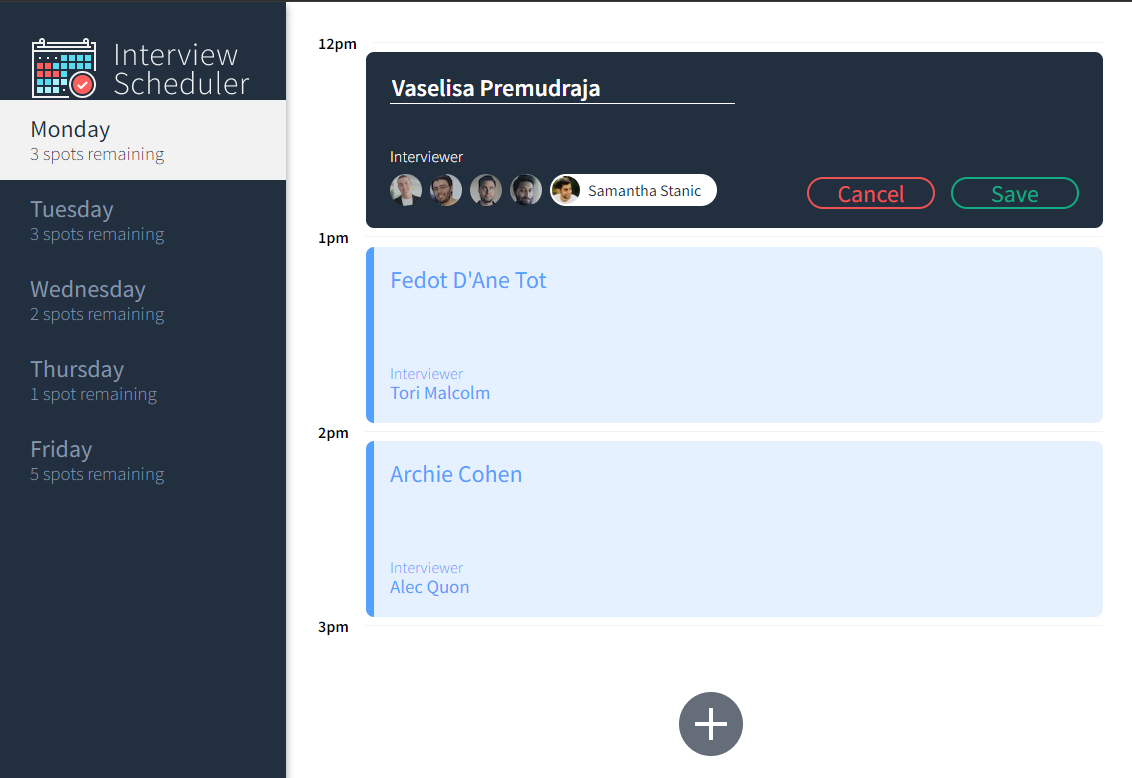 Interview
Scheduler
Monday
3 spots remaining
Tuesday
3 spots remaining
Wednesday
2 spots remaining
Thursday
1 spot remaining
Friday
5 spots remaining
12pm
Vaselisa Premudraja
Interviewer
Samantha Stanic
Cancel
Save
1pm
Fedot D'Ane Tot
Interviewer
Tori Malcolm
2pm
Archie Cohen
Interviewer
Alec Quon
3pm